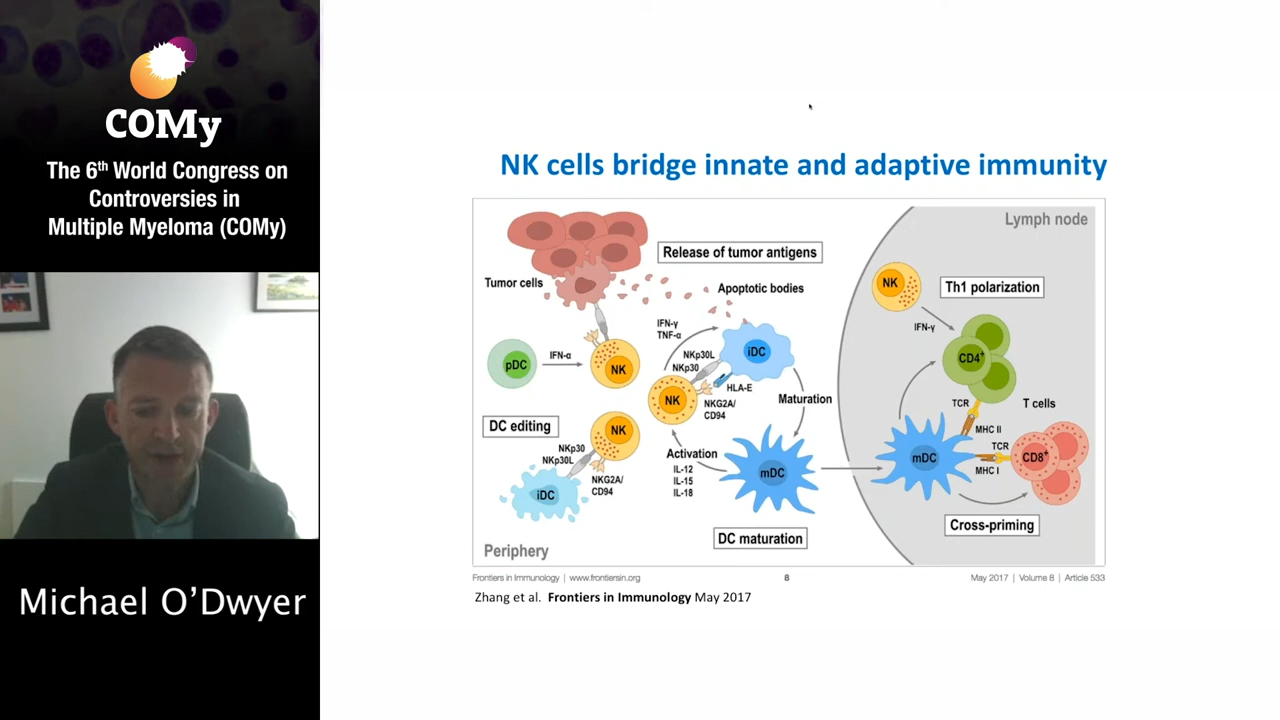 COMy
The 6th World Congress on
Controversies in
Multiple Myeloma (COMy)
Michael O'Dwyer
NK cells bridge innate and adaptive immunity
Tumor cells
Release of tumor antigens
Apoptotic bodies
pDC
IFN-α
NK
IFN-γ
TNF-α
NKp30L
NKp30
iDC
HLA-E
NK
NKG2A/
CD94
Maturation
DC editing
NK
NKp30
NKp30L
NKG2A/
CD94
iDC
Activation
IL-12
IL-15
IL-18
mDC
DC maturation
Periphery
Lymph node
NK
Th1 polarization
IFN-γ
CD4+
TCR
T cells
MHC II
TCR
mDC
MHC I
CD8+
Cross-priming
Frontiers in Immunology | www.frontiersin.org
8
May 2017 | Volume 8 | Article 533
Zhang et al. Frontiers in Immunology May 2017